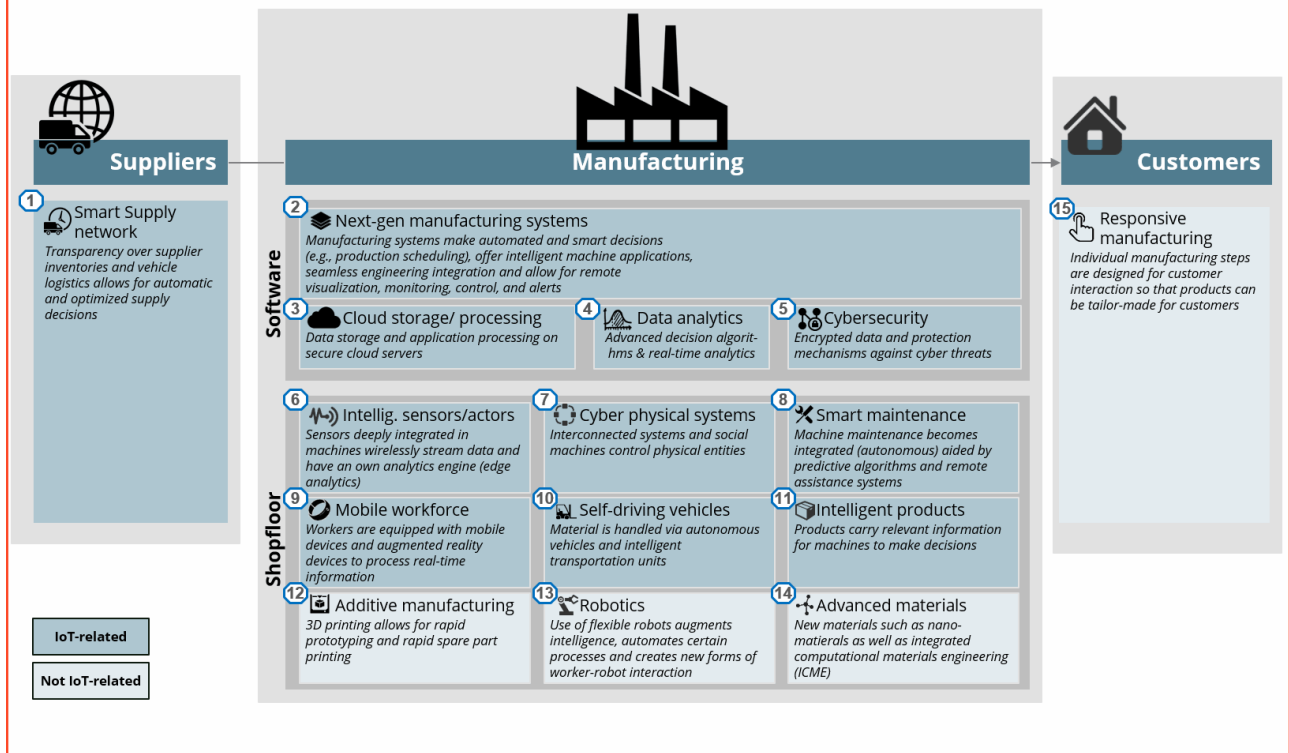 Suppliers
Manufacturing
Customers
1
Smart Supply
network
Transparency over supplier
inventories and vehicle
logistics allows for automatic
and optimized supply
decisions
Software
2
Next-gen manufacturing systems
Manufacturing systems make automated and smart decisions
(e.g., production scheduling), offer intelligent machine applications,
seamless engineering integration and allow for remote
visualization, monitoring, control, and alerts
3
Cloud storage/ processing
Data storage and application processing on
secure cloud servers
4
Data analytics
Advanced decision algorit-
hms & real-time analytics
5
Cybersecurity
Encrypted data and protection
mechanisms against cyber threats
Shopfloor
6
Intellig. sensors/actors
Sensors deeply integrated in
machines wirelessly stream data and
have an own analytics engine (edge
analytics)
7
Cyber physical systems
Interconnected systems and social
machines control physical entities
8
Smart maintenance
Machine maintenance becomes
integrated (autonomous) aided by
predictive algorithms and remote
assistance systems
9
Mobile workforce
Workers are equipped with mobile
devices and augmented reality
devices to process real-time
information
10
Self-driving vehicles
Material is handled via autonomous
vehicles and intelligent
transportation units
11
Intelligent products
Products carry relevant information
for machines to make decisions
12
Additive manufacturing
3D printing allows for rapid
prototyping and rapid spare part
printing
13
Robotics
Use of flexible robots augments
intelligence, automates certain
processes and creates new forms of
worker-robot interaction
14
Advanced materials
New materials such as nano-
matierals as well as integrated
computational materials engineering
(ICME)
15
Responsive
manufacturing
Individual manufacturing steps
are designed for customer
interaction so that products can
be tailor-made for customers
IoT-related
Not IoT-related